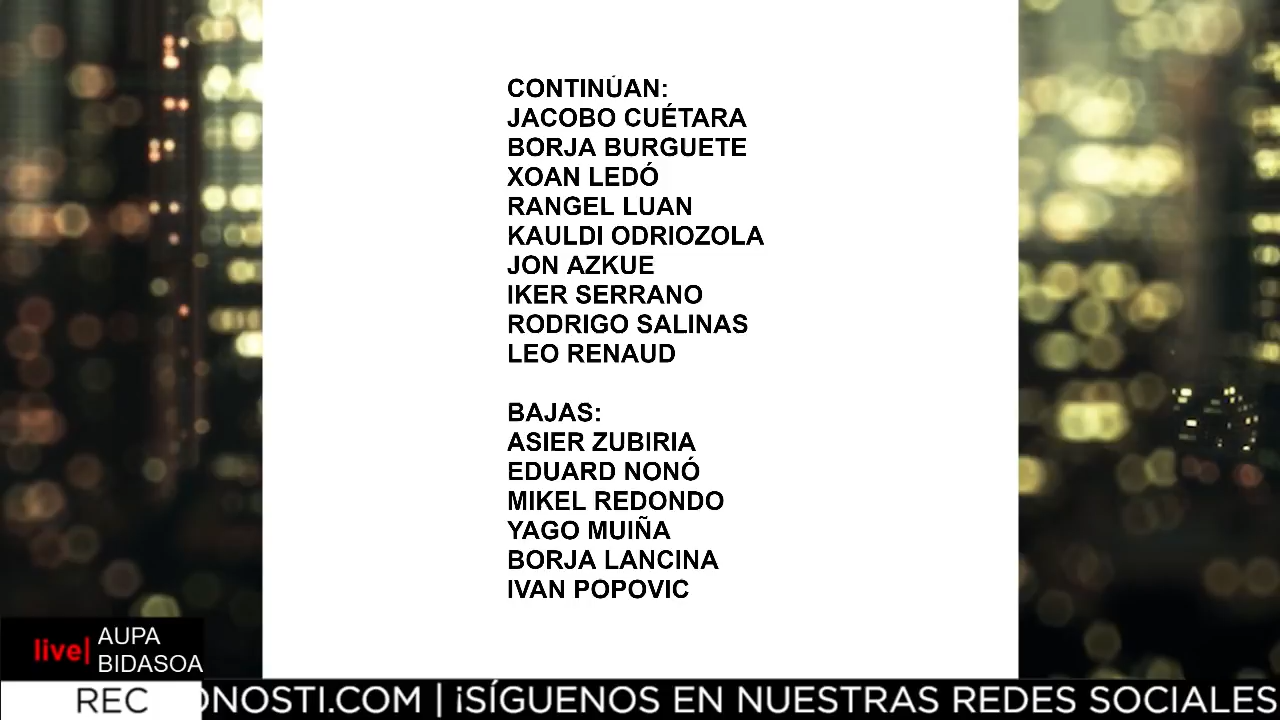 CONTINÚAN:
JACOBO CUÉTARA
BORJA BURGUETE
XOAN LEDÓ
RANGEL LUAN
KAULDI ODRIOZOLA
JON AZKUE
IKER SERRANO
RODRIGO SALINAS
LEO RENAUD
BAJAS:
ASIER ZUBIRIA
EDUARD NONÓ
MIKEL REDONDO
YAGO MUIÑA
BORJA LANCINA
IVAN POPOVIC
live| AUPA
BIDASOA
REC ONOSTI.COM | ¡SÍGUENOS EN NUESTRAS REDES SOCIALES